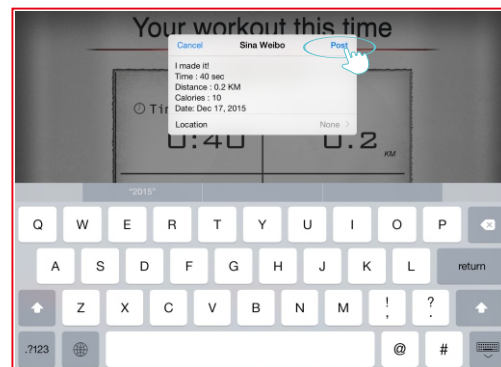 Your workout this time
Cancel Sina Weibo Post
I made it!
Time : 40 sec
Distance : 0.2 KM
Calories : 10
Date: Dec 17, 2015
Location None >
Tir
0:40 0.2 KM
"2015"
Q W E R T Y U I O P
A S D F G H J K L return
Z X C V B N M ! , ? .
.?123 @ #